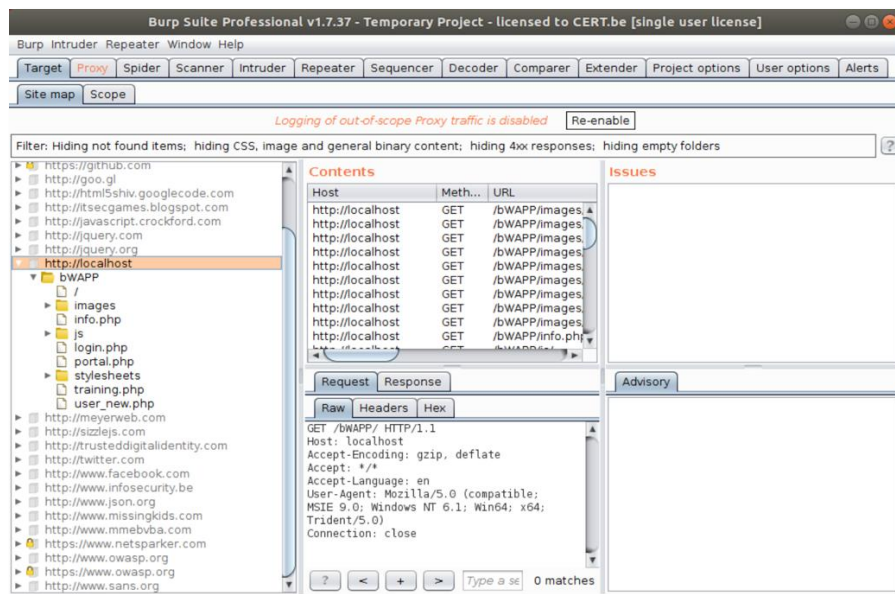 Burp Suite Professional v1.7.37 - Temporary Project - licensed to CERT.be [single user license]
Burp Intruder Repeater Window Help
Target Proxy Spider Scanner Intruder Repeater Sequencer Decoder Comparer Extender Project options User options Alerts
Site map Scope
Logging of out-of-scope Proxy traffic is disabled Re-enable
Filter: Hiding not found items; hiding CSS, image and general binary content; hiding 4xx responses; hiding empty folders ?
https://github.com
http://goo.gl
http://html5shiv.googlecode.com
http://itsecgames.blogspot.com
http://javascript.crockford.com
http://jquery.com
http://jquery.org
http://localhost
bWAPP
/
images
info.php
js
login.php
portal.php
stylesheets
training.php
user_new.php
http://meyerweb.com
http://sizzlejs.com
http://trusteddigitalidentity.com
http://twitter.com
http://www.facebook.com
http://www.infosecurity.be
http://www.json.org
http://www.missingkids.com
http://www.mmebvba.com
https://www.netsparker.com
http://www.owasp.org
https://www.owasp.org
http://www.sans.org
Contents
Host Meth... URL
http://localhost GET /bWAPP/images
http://localhost GET /bWAPP/images
http://localhost GET /bWAPP/images
http://localhost GET /bWAPP/images
http://localhost GET /bWAPP/images
http://localhost GET /bWAPP/images
http://localhost GET /bWAPP/images
http://localhost GET /bWAPP/images
http://localhost GET /bWAPP/images
http://localhost GET /bWAPP/info.php
Request Response
Raw Headers Hex
GET /bWAPP/ HTTP/1.1
Host: localhost
Accept-Encoding: gzip, deflate
Accept: */*
Accept-Language: en
User-Agent: Mozilla/5.0 (compatible;
MSIE 9.0; Windows NT 6.1; Win64; x64;
Trident/5.0)
Connection: close
? < + > Type a se 0 matches
Issues
Advisory